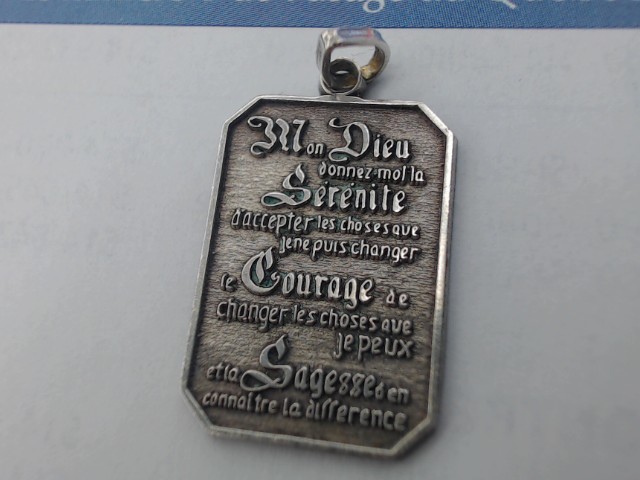 Mon Dieu
donnez-moi la
Sérénité
d'accepter les choses que
je ne puis changer
le Courage de
changer les choses que
je peux
et la Sagesse d'en
connaitre la différence